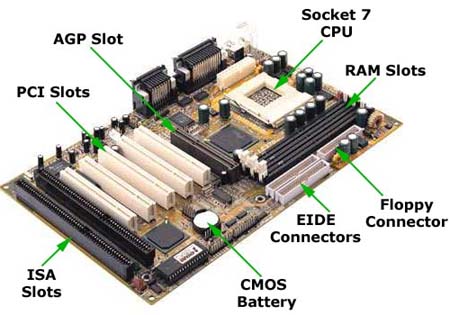 Socket 7
CPU
AGP Slot
RAM Slots
PCI Slots
Floppy
Connector
EIDE
Connectors
ISA
Slots
CMOS
Battery